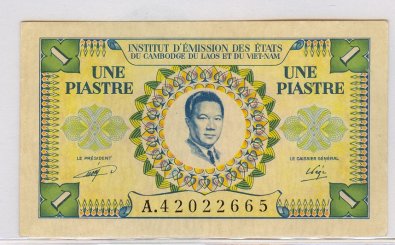 1 INSTITUT D'ÉMISSION DES ÉTATS 1
DU CAMBODGE DU LAOS ET DU VIET-NAM
UNE UNE
PIASTRE PIASTRE
LE PRÉSIDENT LE CAISSIER GÉNÉRAL
A.42022665
1 1